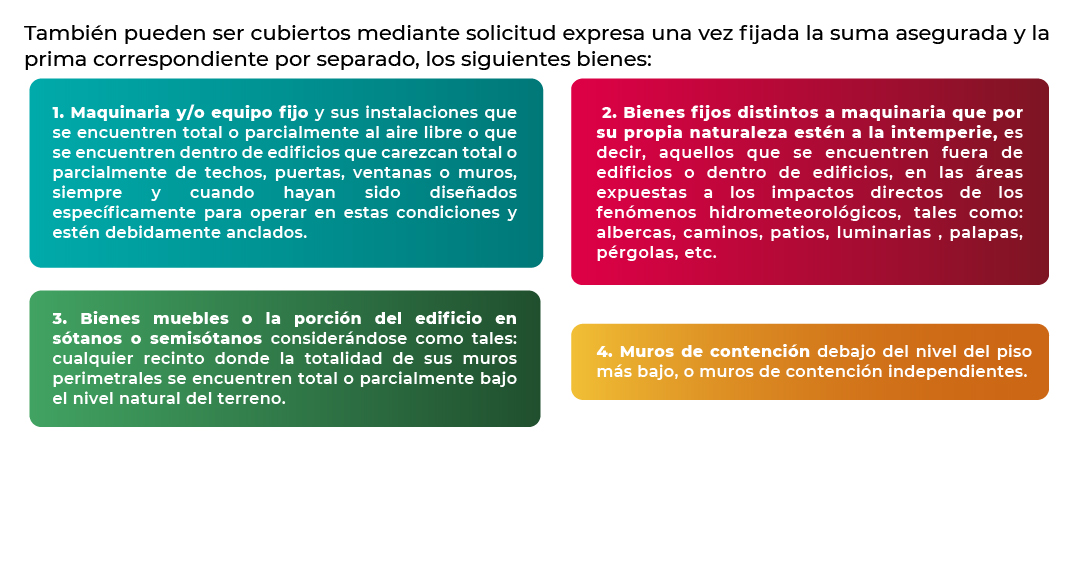 También pueden ser cubiertos mediante solicitud expresa una vez fijada la suma asegurada y la
prima correspondiente por separado, los siguientes bienes:
1. Maquinaria y/o equipo fijo y sus instalaciones que
se encuentren total o parcialmente al aire libre o que
se encuentren dentro de edificios que carezcan total o
parcialmente de techos, puertas, ventanas o muros,
siempre y cuando hayan sido diseñados
específicamente para operar en estas condiciones y
estén debidamente anclados.
2. Bienes fijos distintos a maquinaria que por
su propia naturaleza estén a la intemperie, es
decir, aquellos que se encuentren fuera de
edificios o dentro de edificios, en las áreas
expuestas a los impactos directos de los
fenómenos hidrometeorológicos, tales como:
albercas, caminos, patios, luminarias , palapas,
pérgolas, etc.
3. Bienes muebles o la porción del edificio en
sótanos o semisótanos considerándose como tales:
cualquier recinto donde la totalidad de sus muros
perimetrales se encuentren total o parcialmente bajo
el nivel natural del terreno.
4. Muros de contención debajo del nivel del piso
más bajo, o muros de contención independientes.